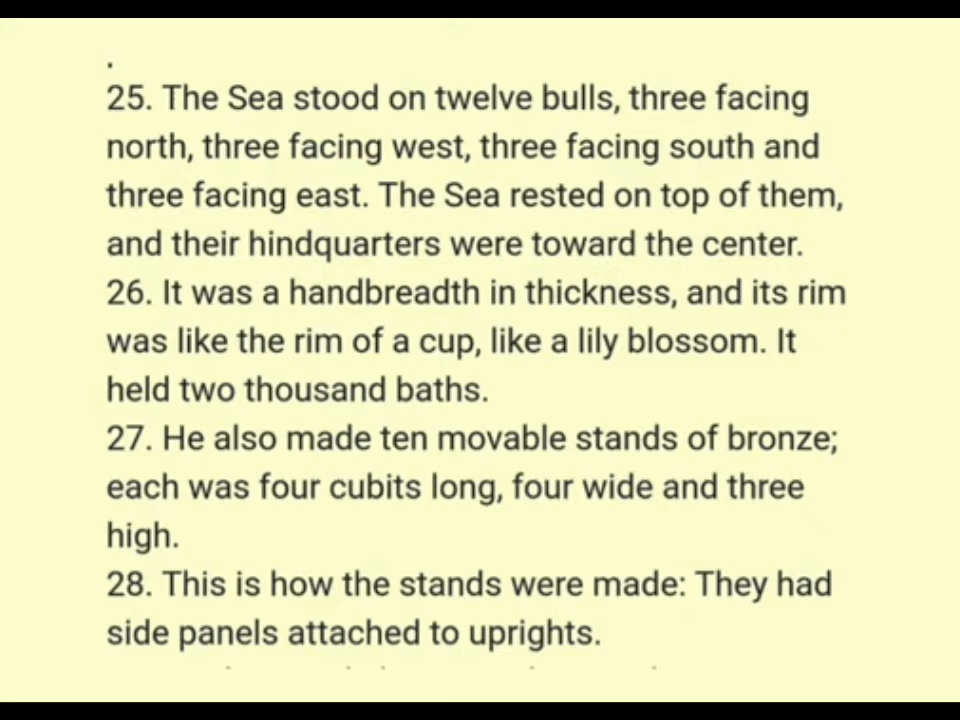 .
25. The Sea stood on twelve bulls, three facing
north, three facing west, three facing south and
three facing east. The Sea rested on top of them,
and their hindquarters were toward the center.
26. It was a handbreadth in thickness, and its rim
was like the rim of a cup, like a lily blossom. It
held two thousand baths.
27. He also made ten movable stands of bronze;
each was four cubits long, four wide and three
high.
28. This is how the stands were made: They had
side panels attached to uprights.